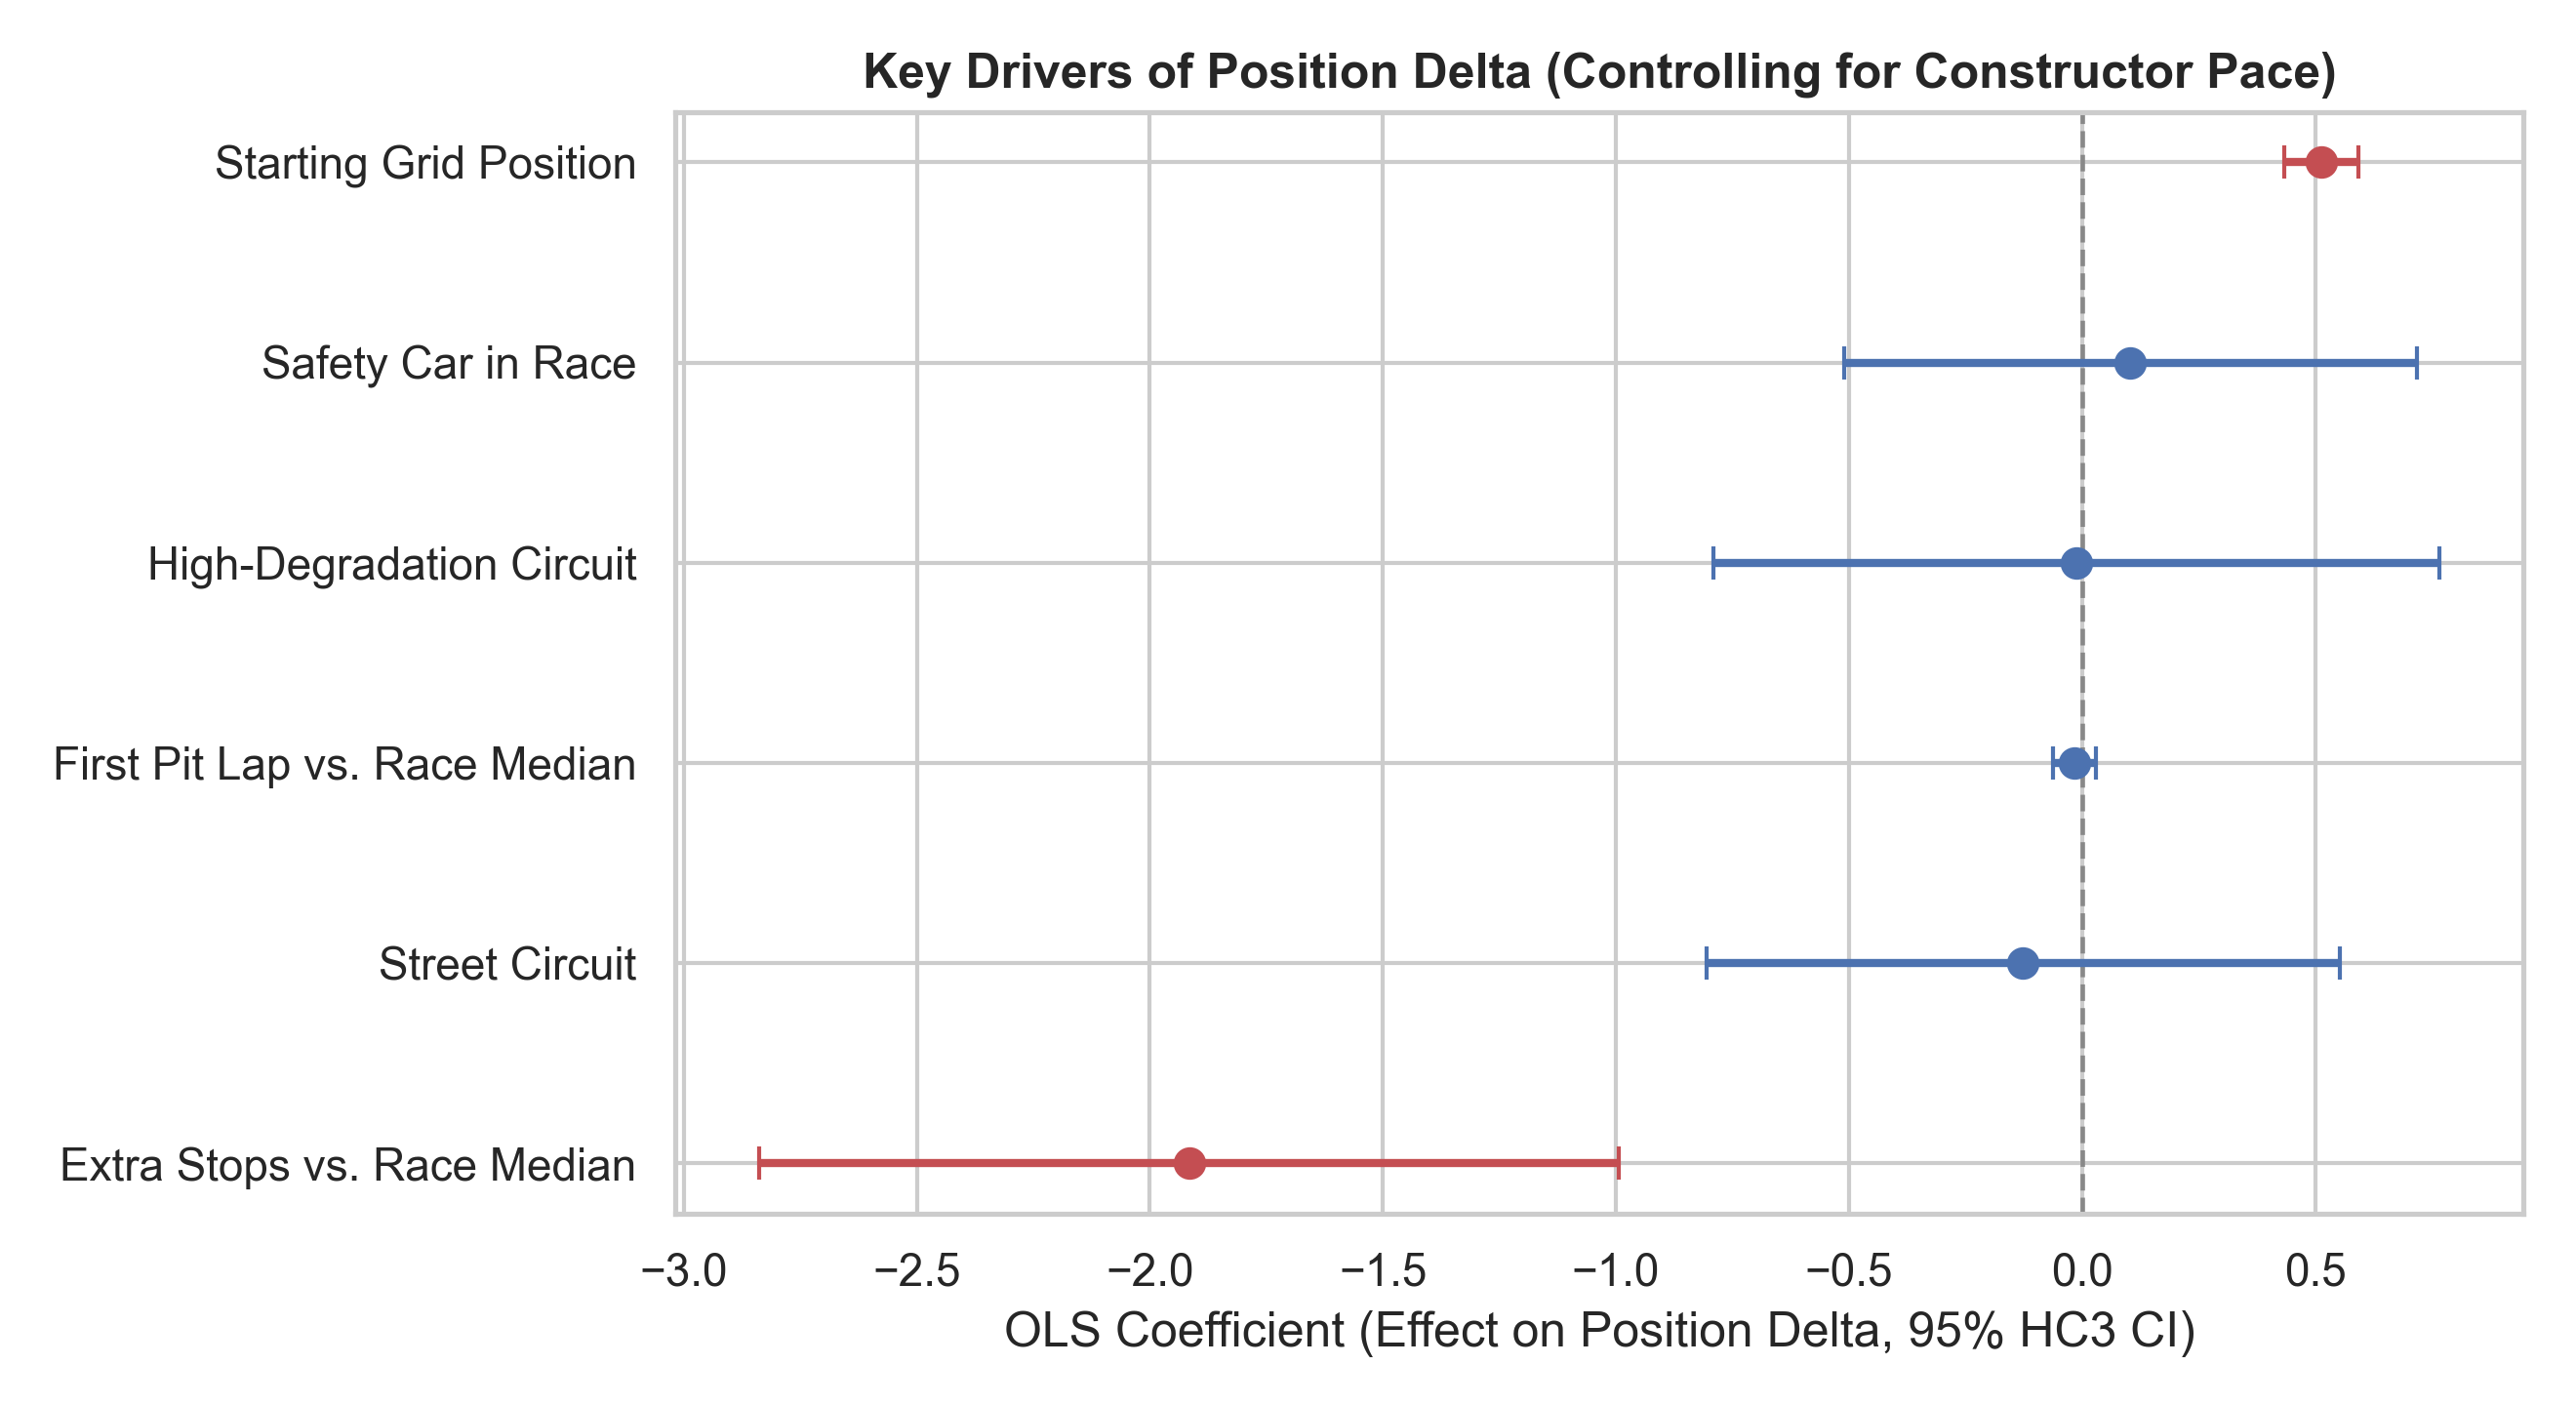 Key Drivers of Position Delta (Controlling for Constructor Pace)
Starting Grid Position
Safety Car in Race
High-Degradation Circuit
First Pit Lap vs. Race Median
Street Circuit
Extra Stops vs. Race Median
−3.0 −2.5 −2.0 −1.5 −1.0 −0.5 0.0 0.5
OLS Coefficient (Effect on Position Delta, 95% HC3 CI)